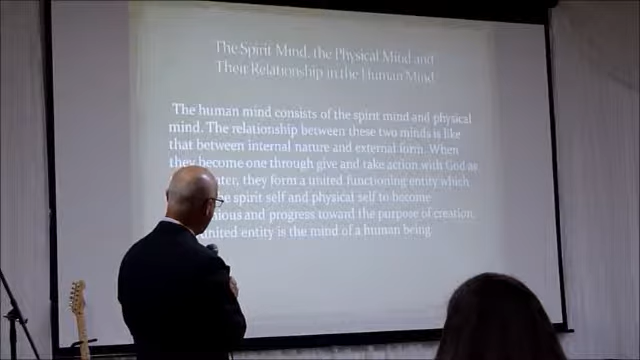 The Spirit Mind, the Physical Mind and
Their Relationship in the Human Mind
The human mind consists of the spirit mind and physical
mind. The relationship between these two minds is like
that between internal nature and external form. When
they become one through give and take action with God as
they form a united functioning entity which
the spirit self and physical self to become
and progress toward the purpose of creation.
united entity is the mind of a human being